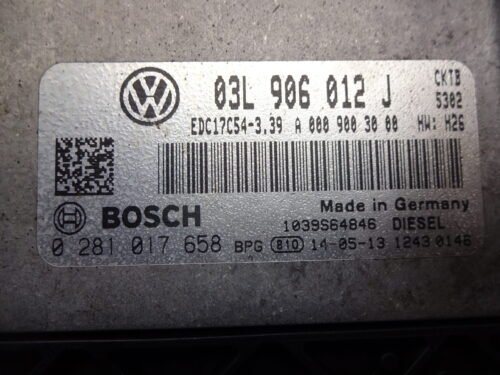 03L 906 012 J CKTB
5302
EDC17C54-3.39 A 000 900 30 00 HW: H26
BOSCH Made in Germany
1039S64846 DIESEL
0 281 017 658 BPG 810 14-05-13 1243 0146